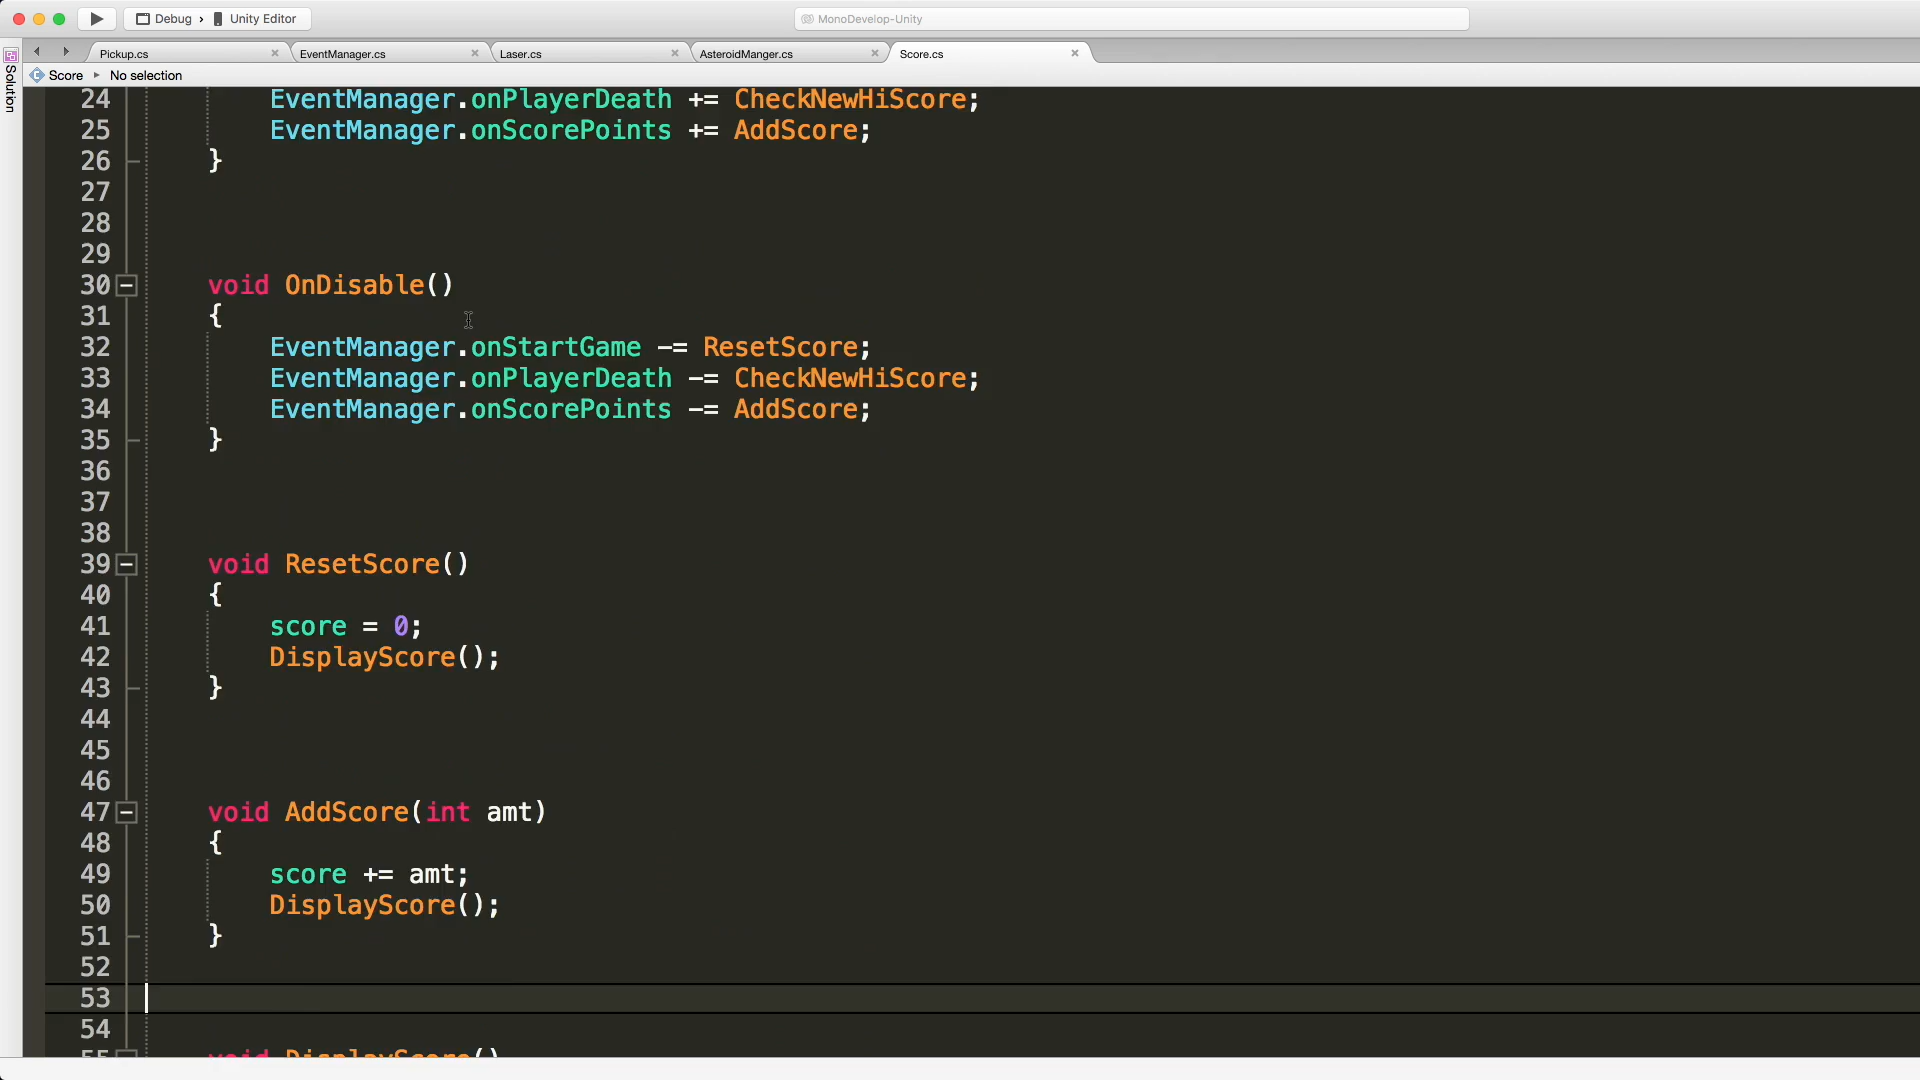 Debug › Unity Editor
MonoDevelop-Unity
Pickup.cs
EventManager.cs
Laser.cs
AsteroidManger.cs
Score.cs
Solution
Score ▸ No selection
24 EventManager.onPlayerDeath += CheckNewHiScore;
25 EventManager.onScorePoints += AddScore;
26 }
27
28
29
30 void OnDisable()
31 {
32 EventManager.onStartGame -= ResetScore;
33 EventManager.onPlayerDeath -= CheckNewHiScore;
34 EventManager.onScorePoints -= AddScore;
35 }
36
37
38
39 void ResetScore()
40 {
41 score = 0;
42 DisplayScore();
43 }
44
45
46
47 void AddScore(int amt)
48 {
49 score += amt;
50 DisplayScore();
51 }
52
53
54
55 void DisplayScore()